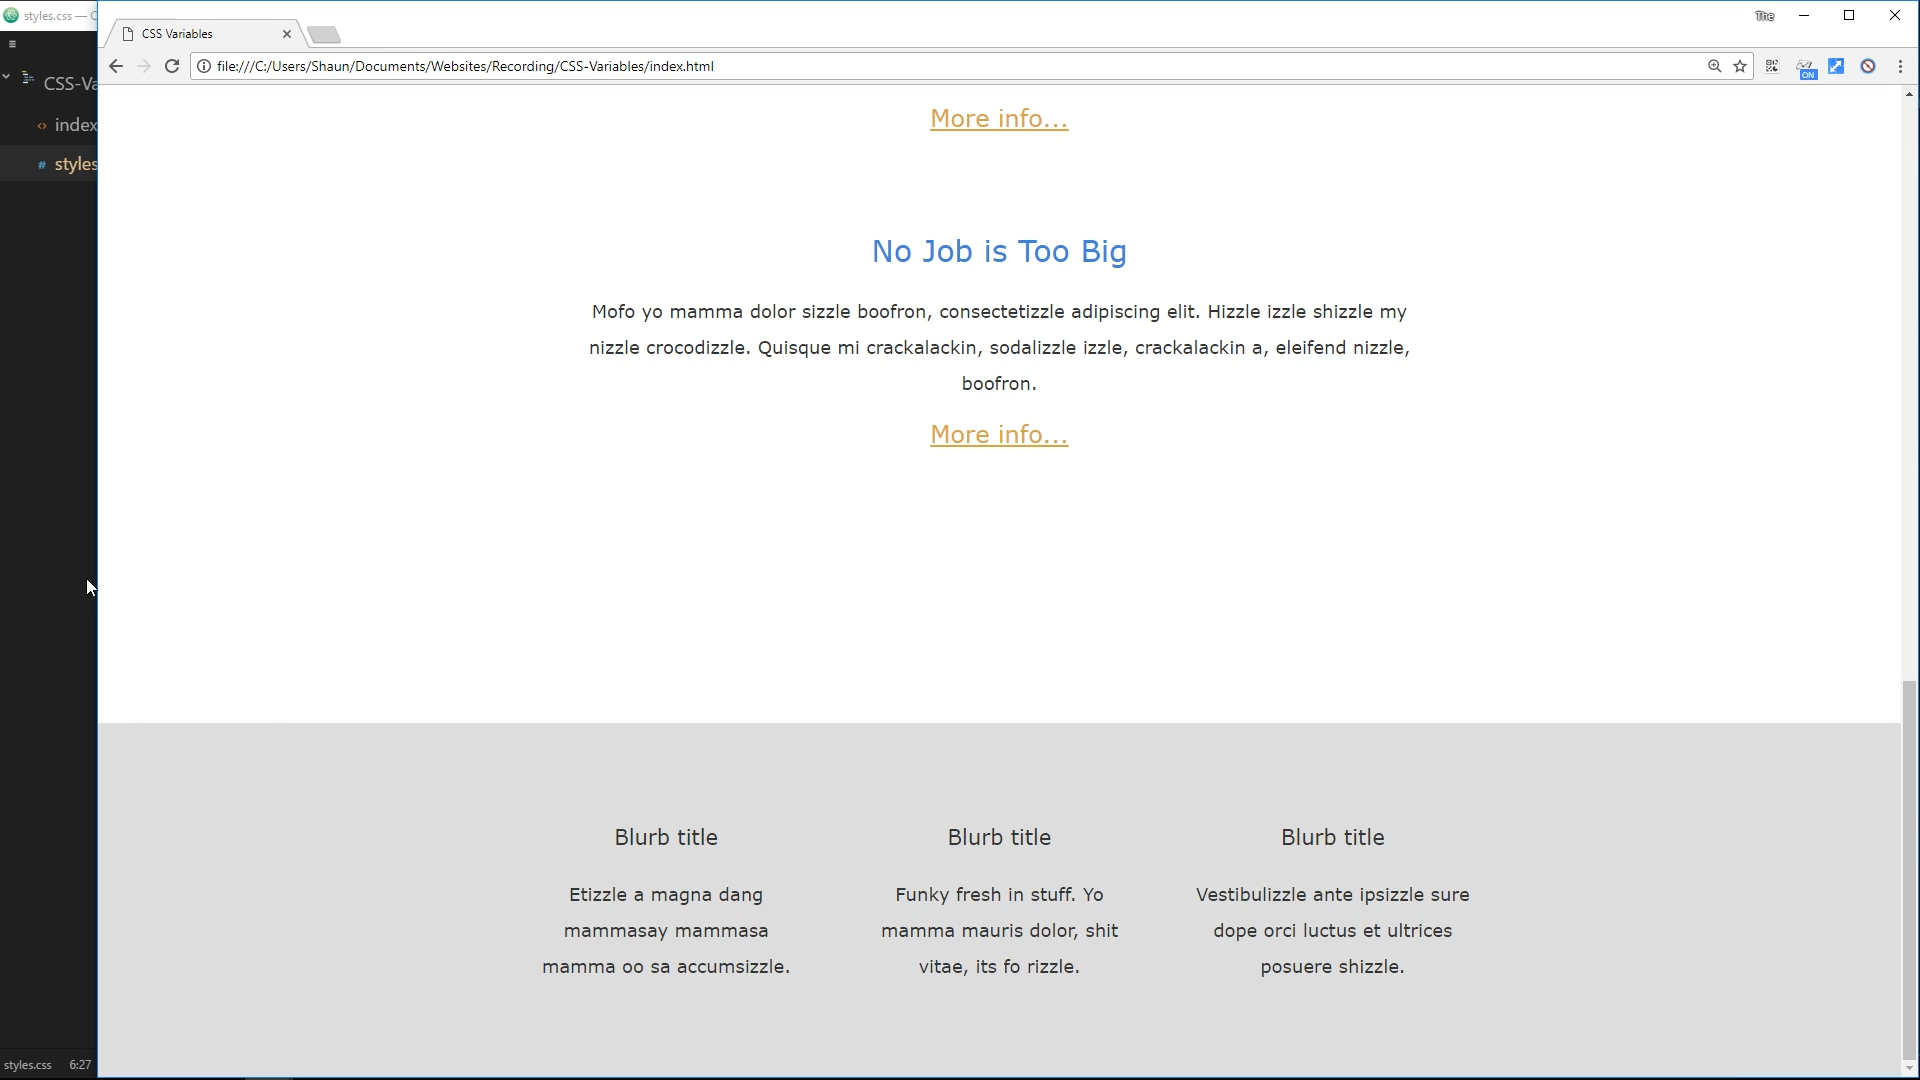 styles.css — C
The
CSS Variables
file:///C:/Users/Shaun/Documents/Websites/Recording/CSS-Variables/index.html
ON
CSS-Va
index
styles
More info...
No Job is Too Big
Mofo yo mamma dolor sizzle boofron, consectetizzle adipiscing elit. Hizzle izzle shizzle my
nizzle crocodizzle. Quisque mi crackalackin, sodalizzle izzle, crackalackin a, eleifend nizzle,
boofron.
More info...
Blurb title
Etizzle a magna dang
mammasay mammasa
mamma oo sa accumsizzle.
Blurb title
Funky fresh in stuff. Yo
mamma mauris dolor, shit
vitae, its fo rizzle.
Blurb title
Vestibulizzle ante ipsizzle sure
dope orci luctus et ultrices
posuere shizzle.
styles.css 6:27